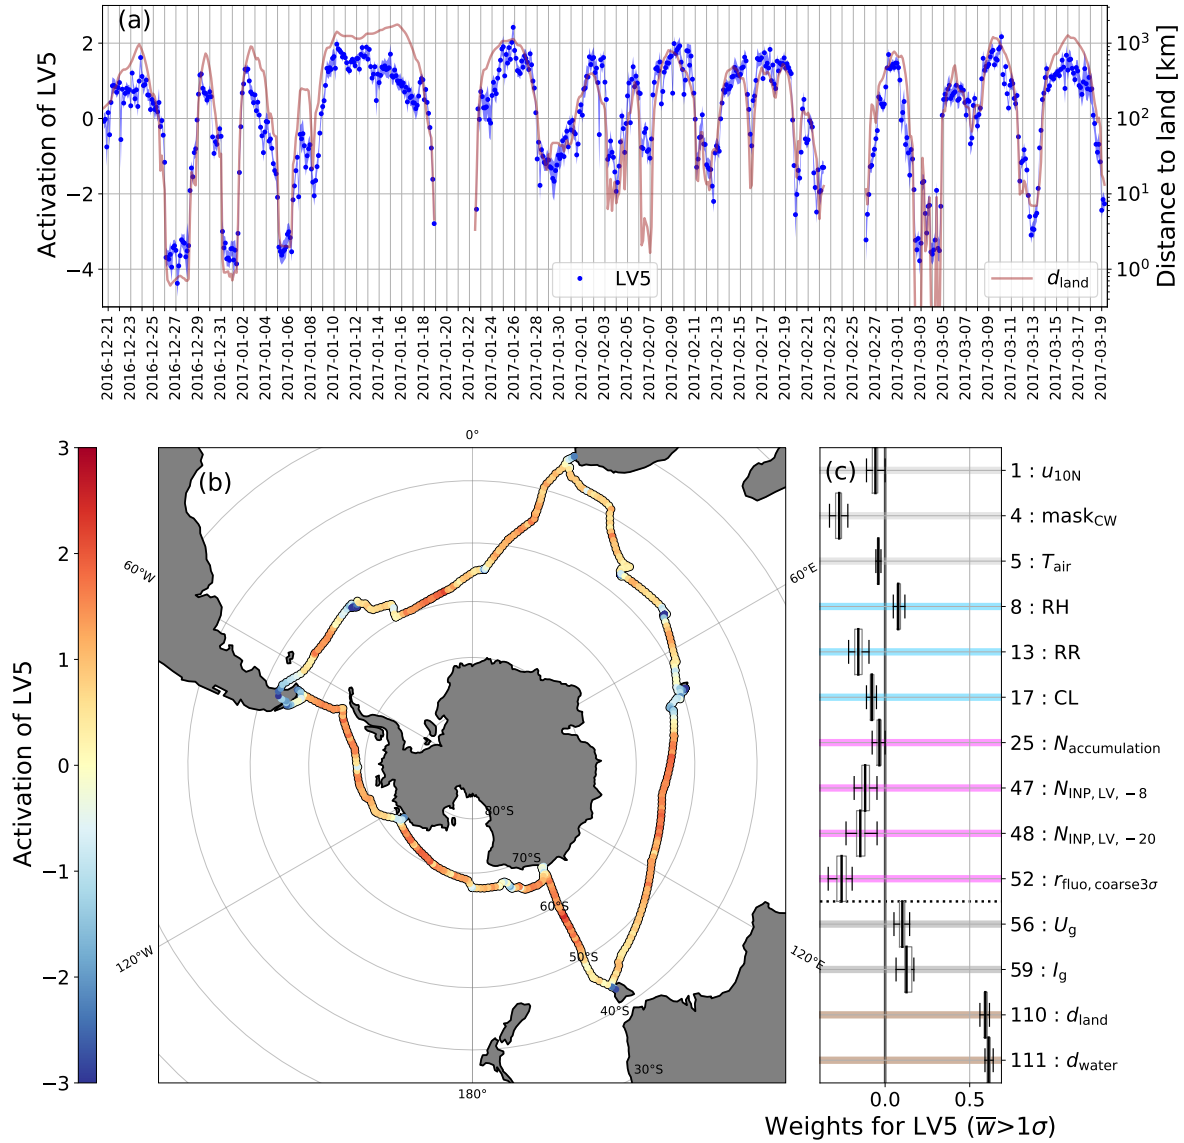 (a)
Activation of LV5
2
0
−2
−4
10³
10²
10¹
10⁰
Distance to land [km]
LV5
d_land
2016-12-21
2016-12-23
2016-12-25
2016-12-27
2016-12-29
2016-12-31
2017-01-02
2017-01-04
2017-01-06
2017-01-08
2017-01-10
2017-01-12
2017-01-14
2017-01-16
2017-01-18
2017-01-20
2017-01-22
2017-01-24
2017-01-26
2017-01-28
2017-01-30
2017-02-01
2017-02-03
2017-02-05
2017-02-07
2017-02-09
2017-02-11
2017-02-13
2017-02-15
2017-02-17
2017-02-19
2017-02-21
2017-02-23
2017-02-25
2017-02-27
2017-03-01
2017-03-03
2017-03-05
2017-03-07
2017-03-09
2017-03-11
2017-03-13
2017-03-15
2017-03-17
2017-03-19
Activation of LV5
3
2
1
0
−1
−2
−3
(b)
0°
60°W
60°E
120°W
120°E
180°
80°S
70°S
60°S
50°S
40°S
30°S
(c)
1 : u_10N
4 : mask_CW
5 : T_air
8 : RH
13 : RR
17 : CL
25 : N_accumulation
47 : N_INP, LV, −8
48 : N_INP, LV, −20
52 : r_fluo, coarse3σ
56 : U_g
59 : I_g
110 : d_land
111 : d_water
0.0
0.5
Weights for LV5 (w̅>1σ)